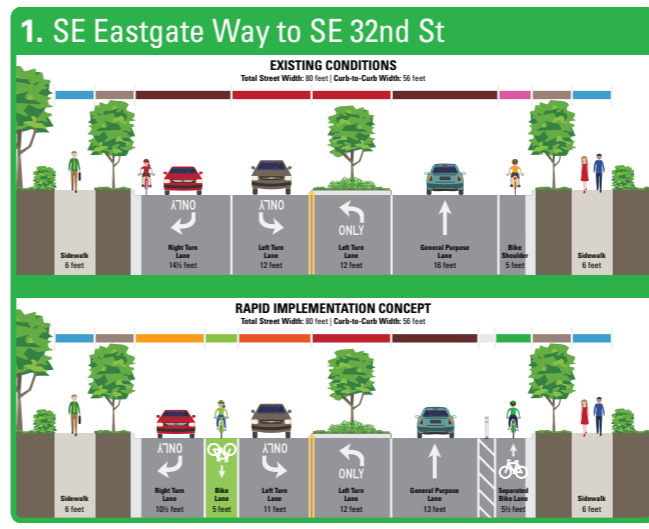 1. SE Eastgate Way to SE 32nd St
EXISTING CONDITIONS
Total Street Width: 80 feet | Curb-to-Curb Width: 56 feet
ONLY
ONLY
ONLY
Sidewalk
6 feet
Right Turn
Lane
14½ feet
Left Turn
Lane
12 feet
Left Turn
Lane
12 feet
General Purpose
Lane
16 feet
Bike
Shoulder
5 feet
Sidewalk
6 feet
RAPID IMPLEMENTATION CONCEPT
Total Street Width: 80 feet | Curb-to-Curb Width: 56 feet
ONLY
ONLY
ONLY
Sidewalk
6 feet
Right Turn
Lane
10½ feet
Bike
Lane
5 feet
Left Turn
Lane
11 feet
Left Turn
Lane
12 feet
General Purpose
Lane
13 feet
Separated
Bike Lane
5½ feet
Sidewalk
6 feet